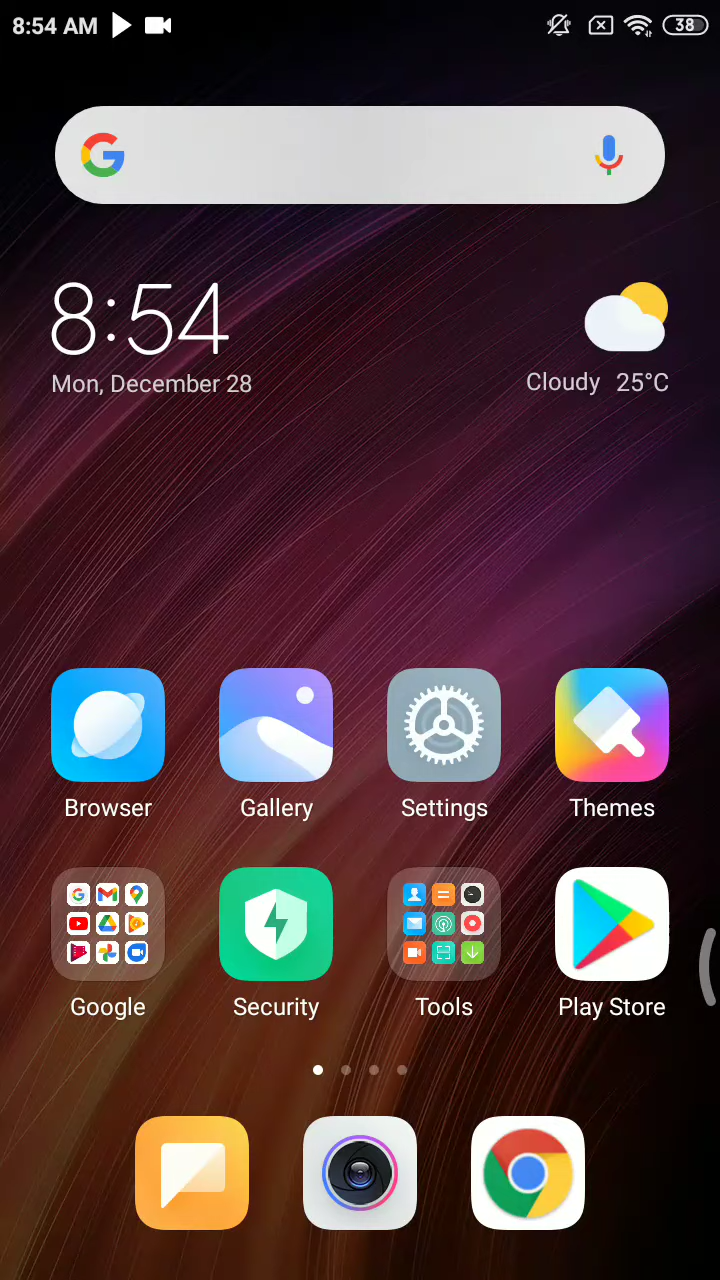 8:54 AM
38
8:54
Mon, December 28
Cloudy 25°C
Browser
Gallery
Settings
Themes
Google
Security
Tools
Play Store